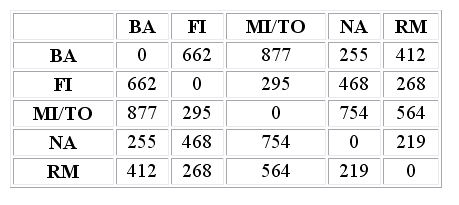 BA FI MI/TO NA RM
BA 0 662 877 255 412
FI 662 0 295 468 268
MI/TO 877 295 0 754 564
NA 255 468 754 0 219
RM 412 268 564 219 0